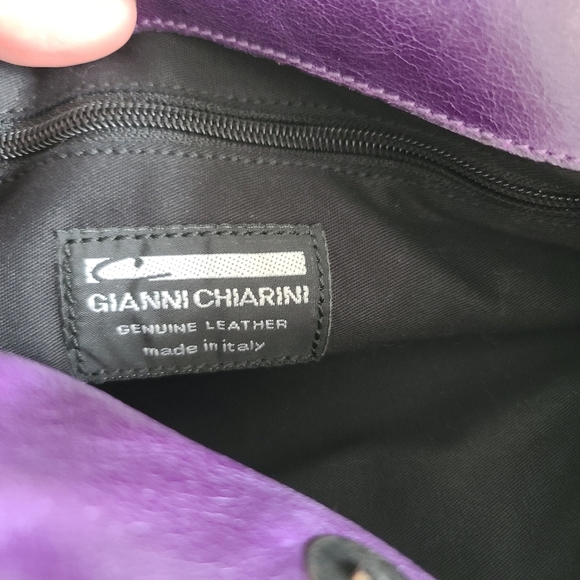 GIANNI CHIARINI
GENUINE LEATHER
made in italy